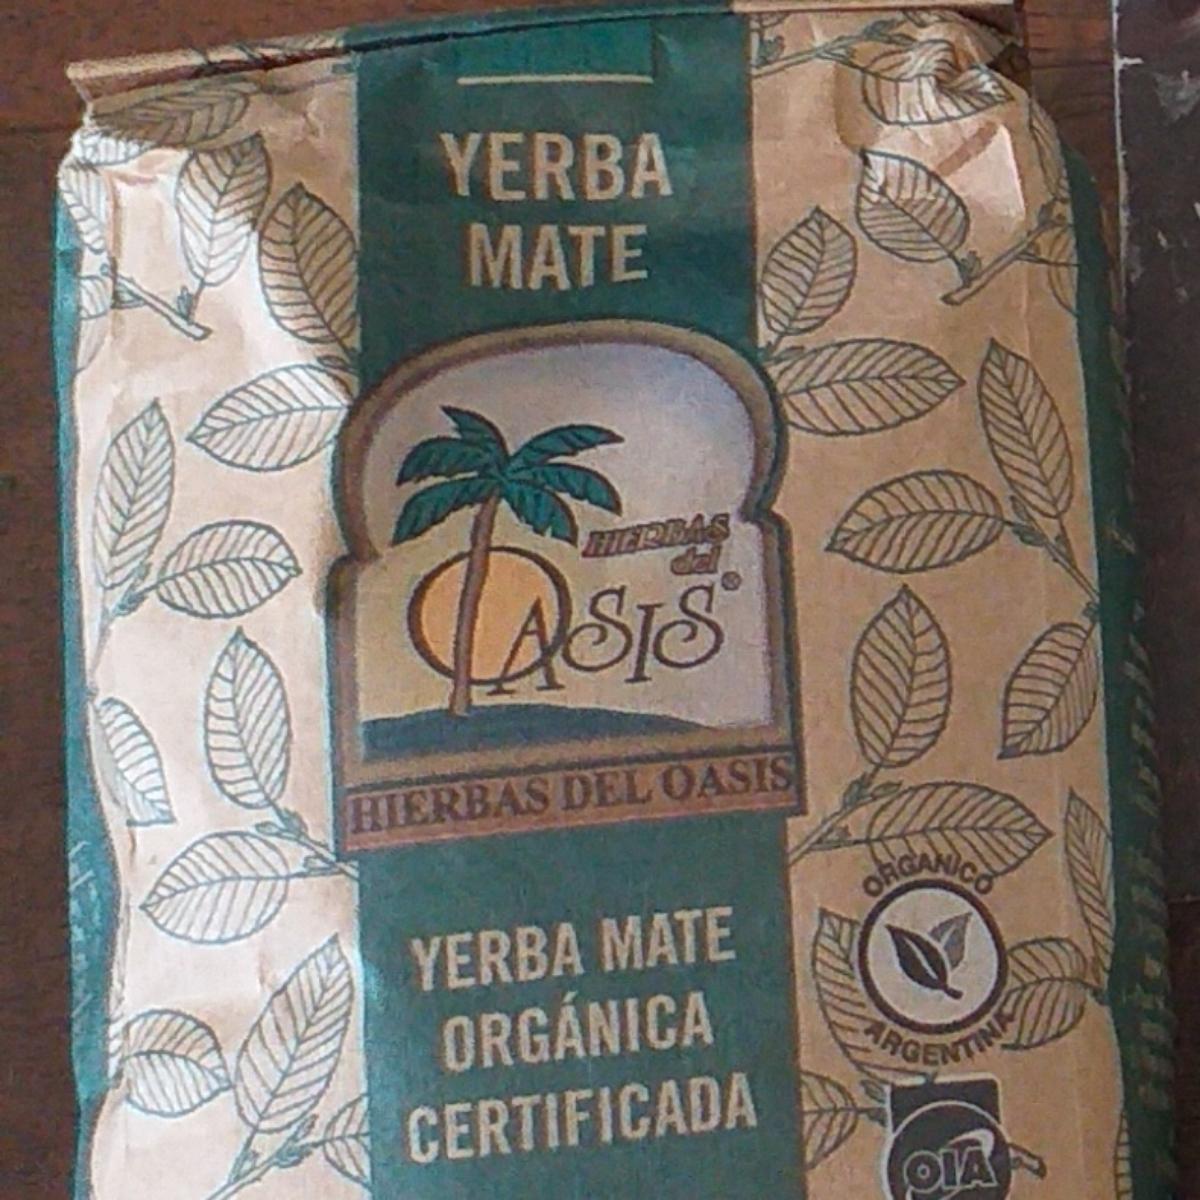 YERBA
MATE
HIERBAS
del
OASIS®
HIERBAS DEL OASIS
YERBA MATE
ORGÁNICA
CERTIFICADA
ORGANICO
ARGENTINA
OIA